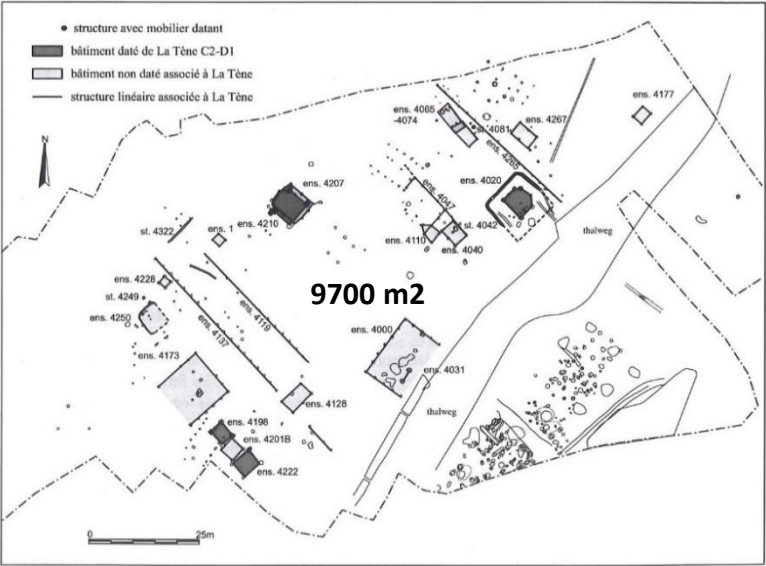 structure avec mobilier datant
bâtiment daté de La Tène C2-D1
bâtiment non daté associé à La Tène
structure linéaire associée à La Tène
N
ens. 4177
ens. 4065
-4074
st. 4081
ens. 4267
ens. 4265
ens. 4020
ens. 4207
ens. 4047
ens. 4210
st. 4322
ens. 1
st. 4042
ens. 4110
ens. 4040
thalweg
ens. 4228
st. 4249
ens. 4250
9700 m2
ens. 4119
ens. 4137
ens. 4000
ens. 4173
ens. 4031
ens. 4128
thalweg
ens. 4198
ens. 4201B
ens. 4222
0
25m